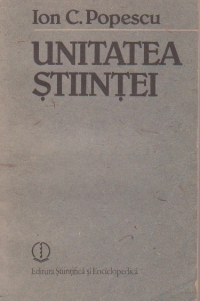 Ion C. Popescu
UNITATEA
ȘTIINȚEI
Editura Științifică și Enciclopedică